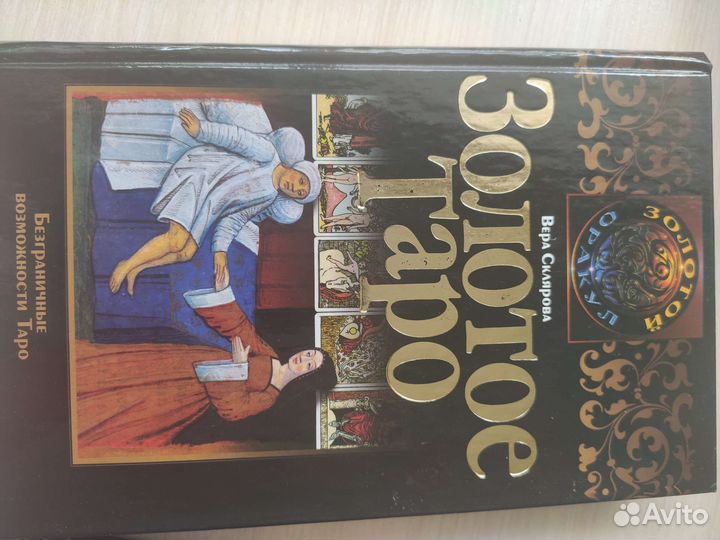 ЗОЛОТОЙ
ОРАКУЛ
Вера Склярова
Золотое
Таро
Безграничные
возможности Таро
Avito